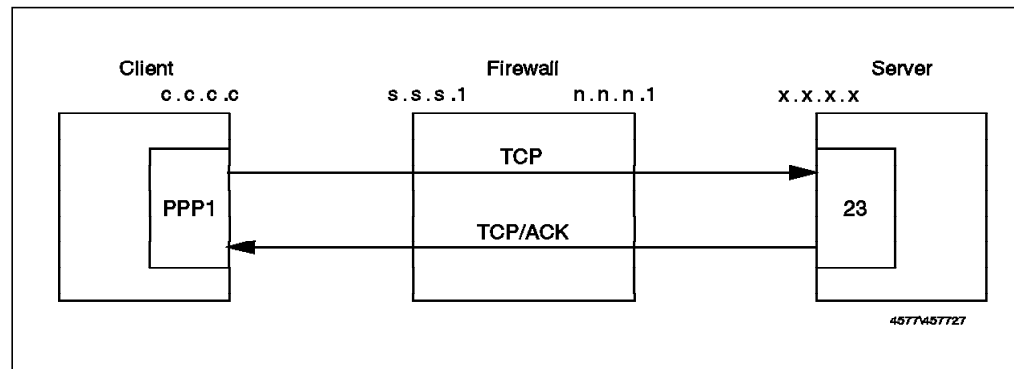 Client Firewall Server
c.c.c.c s.s.s.1 n.n.n.1 x.x.x.x
TCP
PPP1 23
TCP/ACK
4577\457727